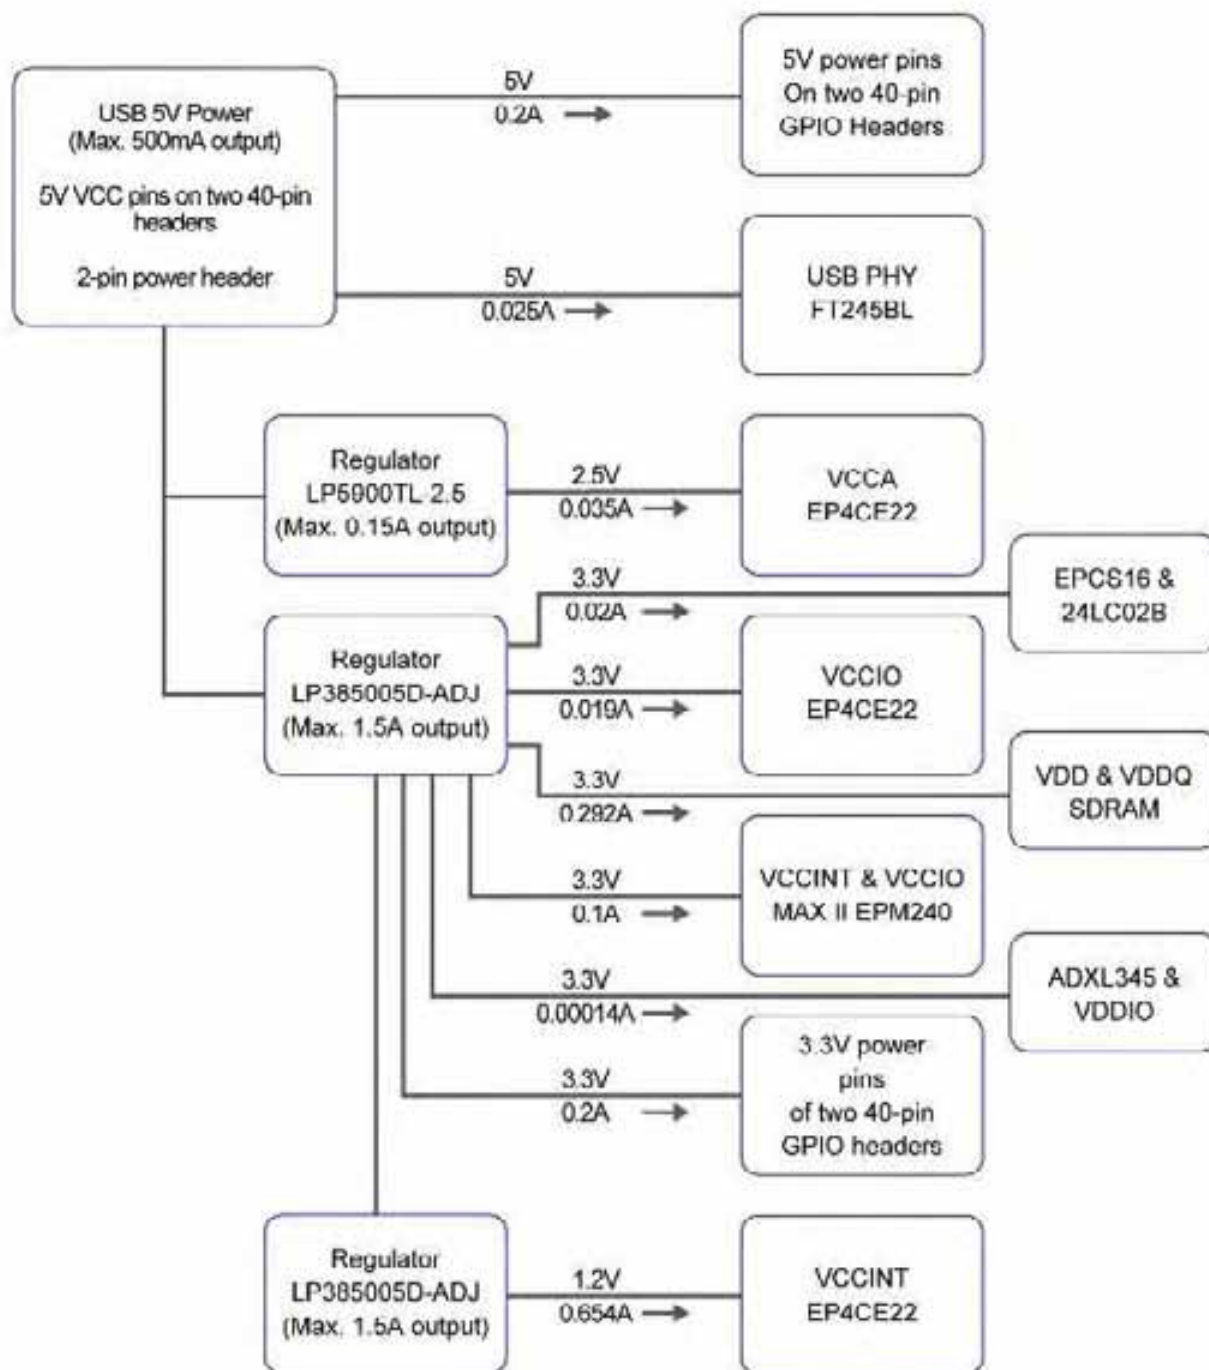 USB 5V Power
(Max. 500mA output)
5V VCC pins on two 40-pin
headers
2-pin power header
5V
0.2A
5V power pins
On two 40-pin
GPIO Headers
5V
0.025A
USB PHY
FT245BL
Regulator
LP5900TL 2.5
(Max. 0.15A output)
2.5V
0.035A
VCCA
EP4CE22
3.3V
0.02A
EPCS16 &
24LC02B
Regulator
LP385005D-ADJ
(Max. 1.5A output)
3.3V
0.019A
VCCIO
EP4CE22
3.3V
0.292A
VDD & VDDQ
SDRAM
3.3V
0.1A
VCCINT & VCCIO
MAX II EPM240
3.3V
0.00014A
ADXL345 &
VDDIO
3.3V
0.2A
3.3V power
pins
of two 40-pin
GPIO headers
Regulator
LP385005D-ADJ
(Max. 1.5A output)
1.2V
0.654A
VCCINT
EP4CE22